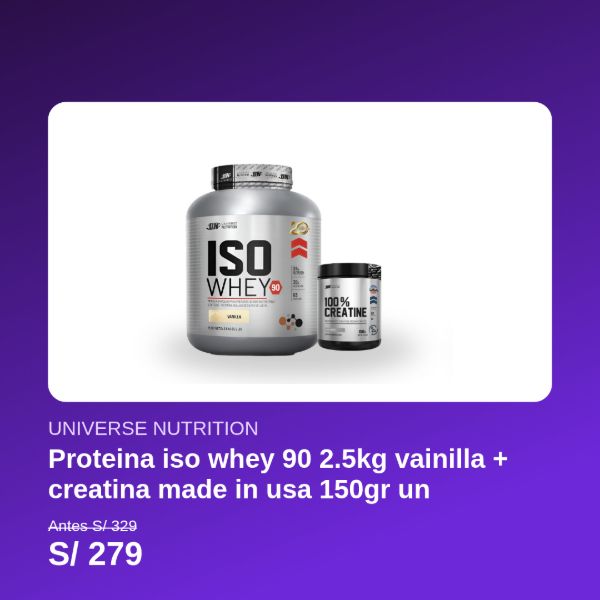 ISO
WHEY 90
VAINILLA
100%
CREATINE
UNIVERSE NUTRITION
Proteina iso whey 90 2.5kg vainilla +
creatina made in usa 150gr un
Antes S/ 329
S/ 279